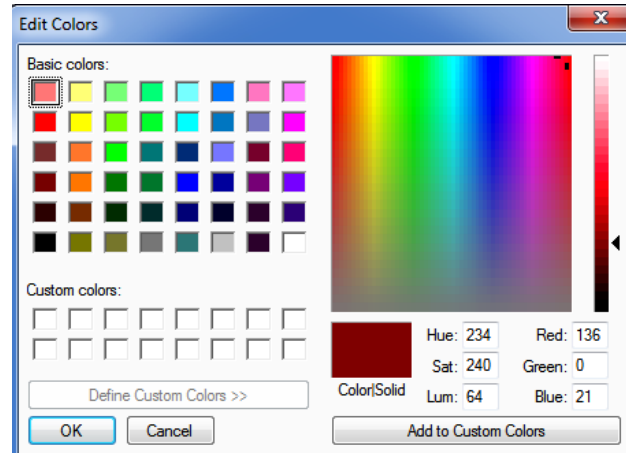 Edit Colors
Basic colors:
Custom colors:
Define Custom Colors >>
OK Cancel
Color|Solid
Hue: 234 Red: 136
Sat: 240 Green: 0
Lum: 64 Blue: 21
Add to Custom Colors